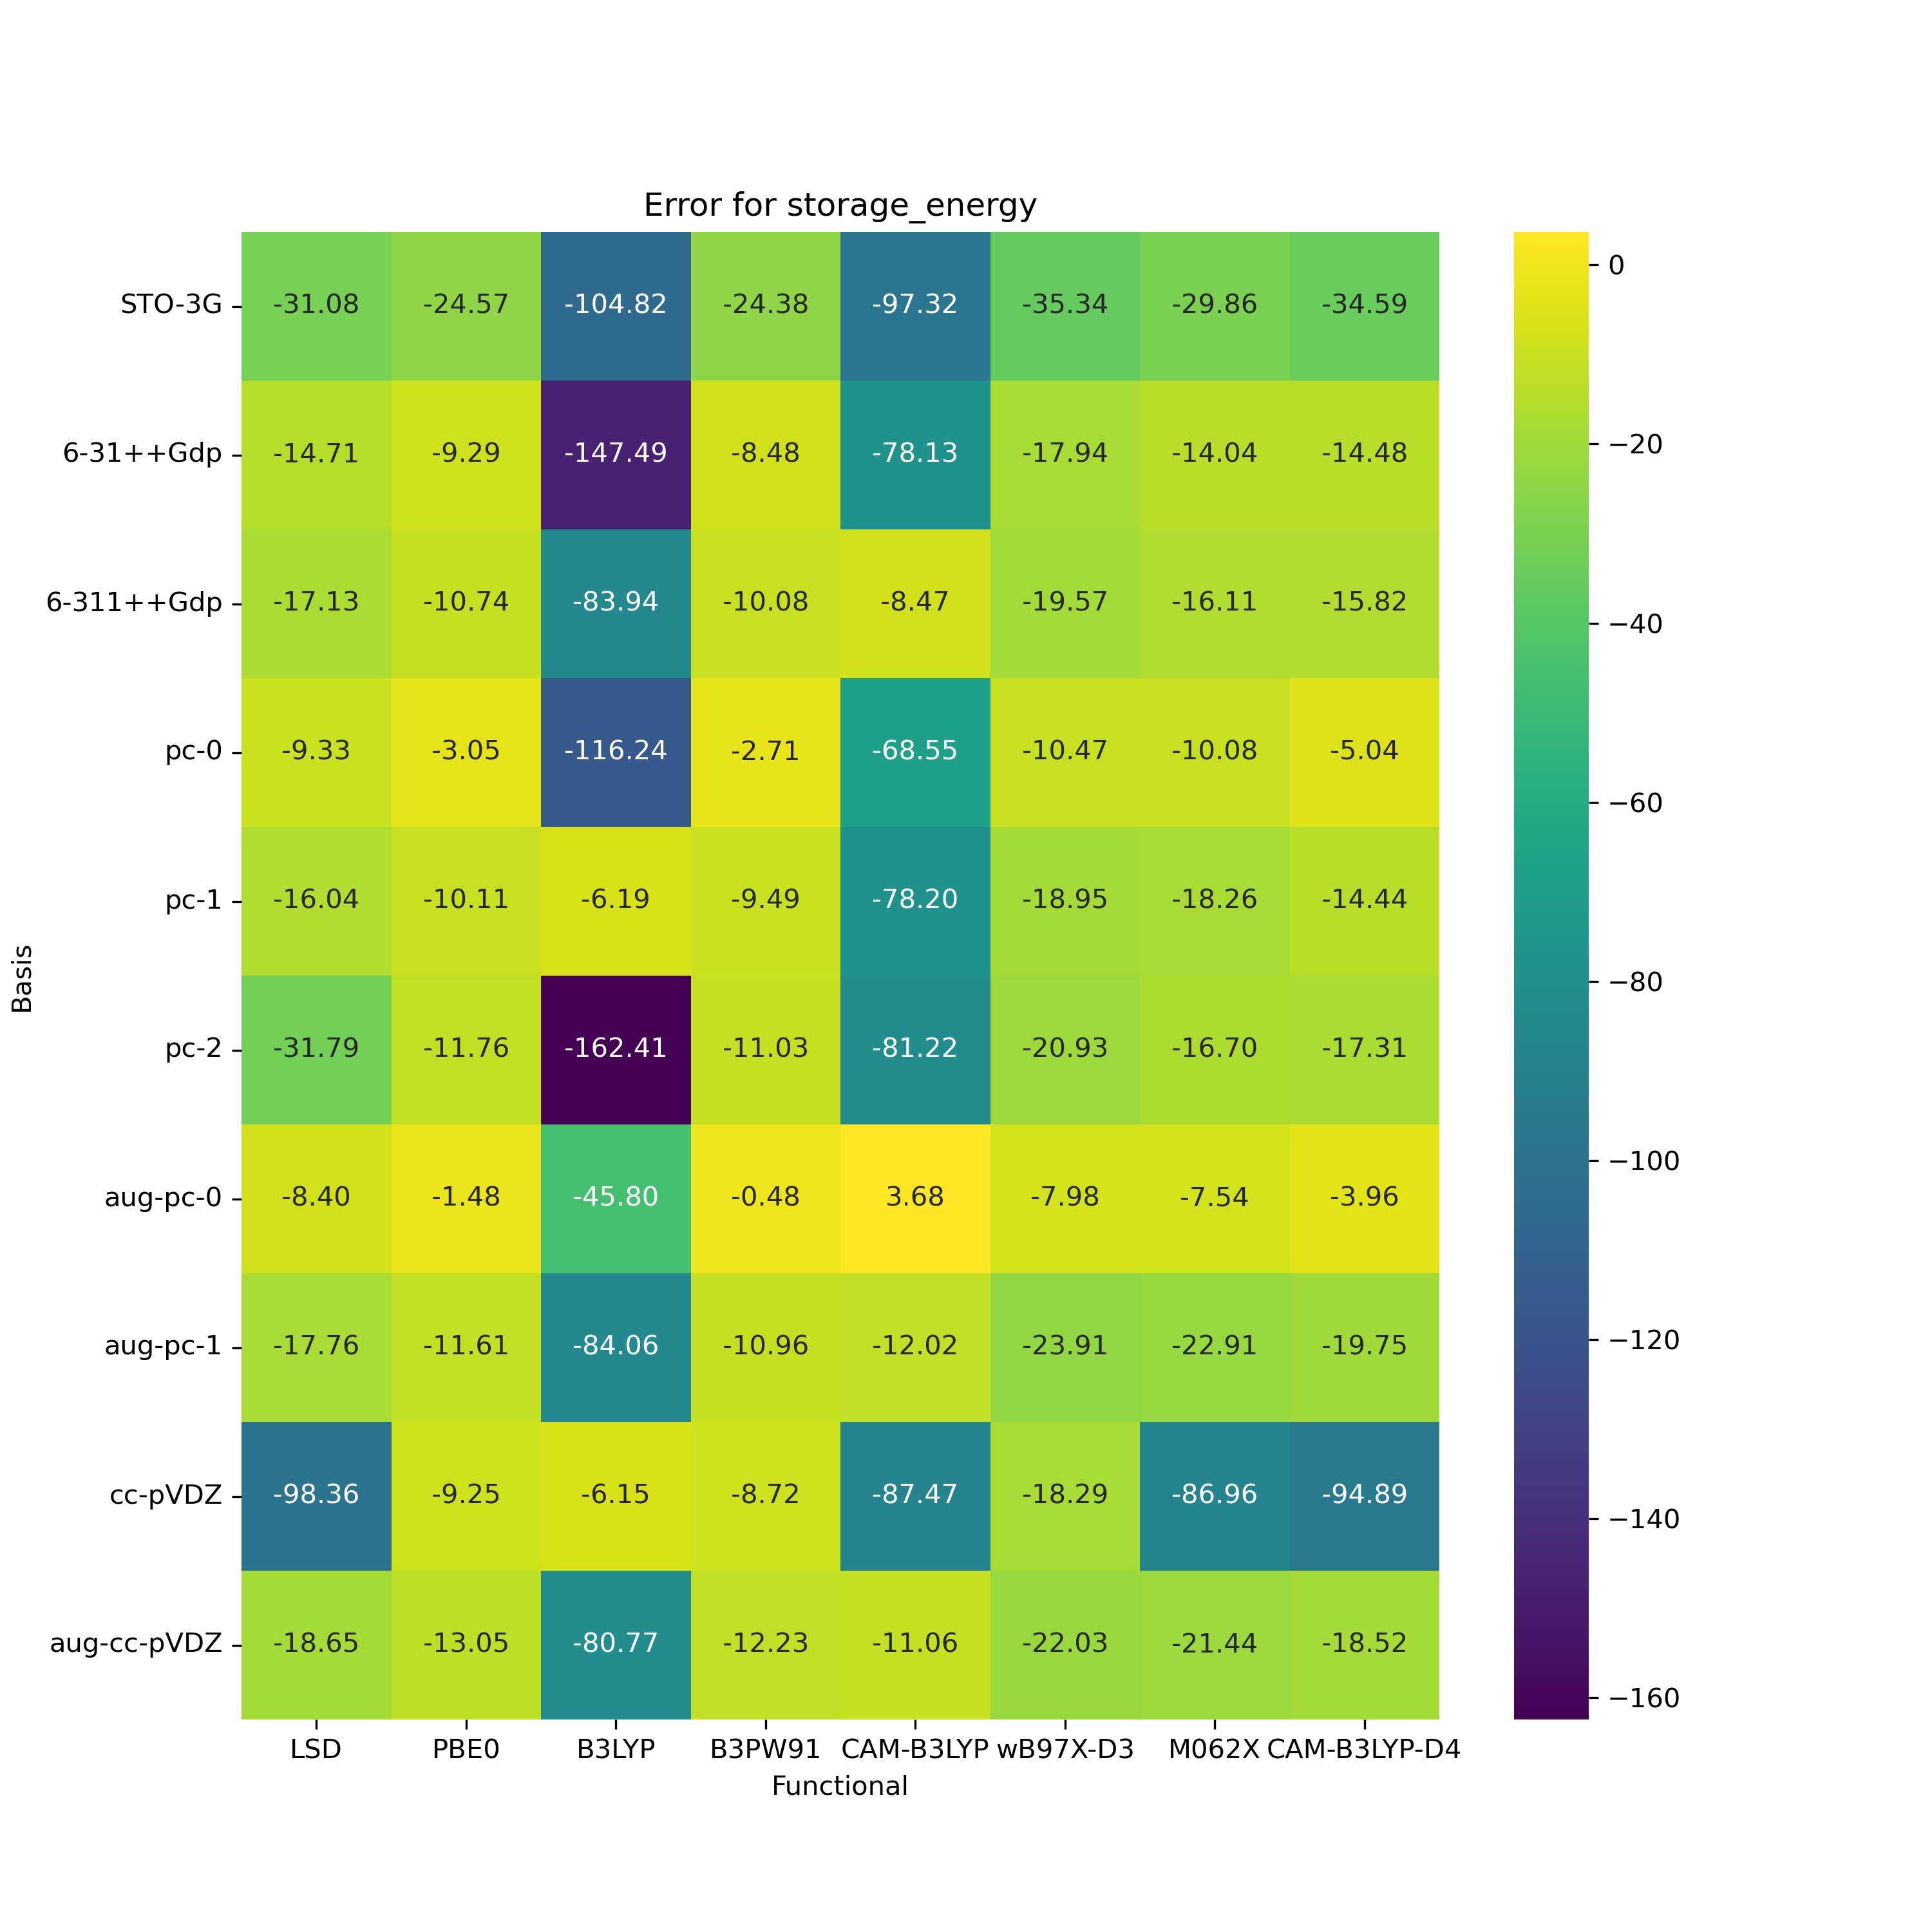 Error for storage_energy
STO-3G -31.08 -24.57 -104.82 -24.38 -97.32 -35.34 -29.86 -34.59
6-31++Gdp -14.71 -9.29 -147.49 -8.48 -78.13 -17.94 -14.04 -14.48
6-311++Gdp -17.13 -10.74 -83.94 -10.08 -8.47 -19.57 -16.11 -15.82
pc-0 -9.33 -3.05 -116.24 -2.71 -68.55 -10.47 -10.08 -5.04
pc-1 -16.04 -10.11 -6.19 -9.49 -78.20 -18.95 -18.26 -14.44
pc-2 -31.79 -11.76 -162.41 -11.03 -81.22 -20.93 -16.70 -17.31
aug-pc-0 -8.40 -1.48 -45.80 -0.48 3.68 -7.98 -7.54 -3.96
aug-pc-1 -17.76 -11.61 -84.06 -10.96 -12.02 -23.91 -22.91 -19.75
cc-pVDZ -98.36 -9.25 -6.15 -8.72 -87.47 -18.29 -86.96 -94.89
aug-cc-pVDZ -18.65 -13.05 -80.77 -12.23 -11.06 -22.03 -21.44 -18.52
LSD PBE0 B3LYP B3PW91 CAM-B3LYP wB97X-D3 M062X CAM-B3LYP-D4
Functional
Basis
0
−20
−40
−60
−80
−100
−120
−140
−160